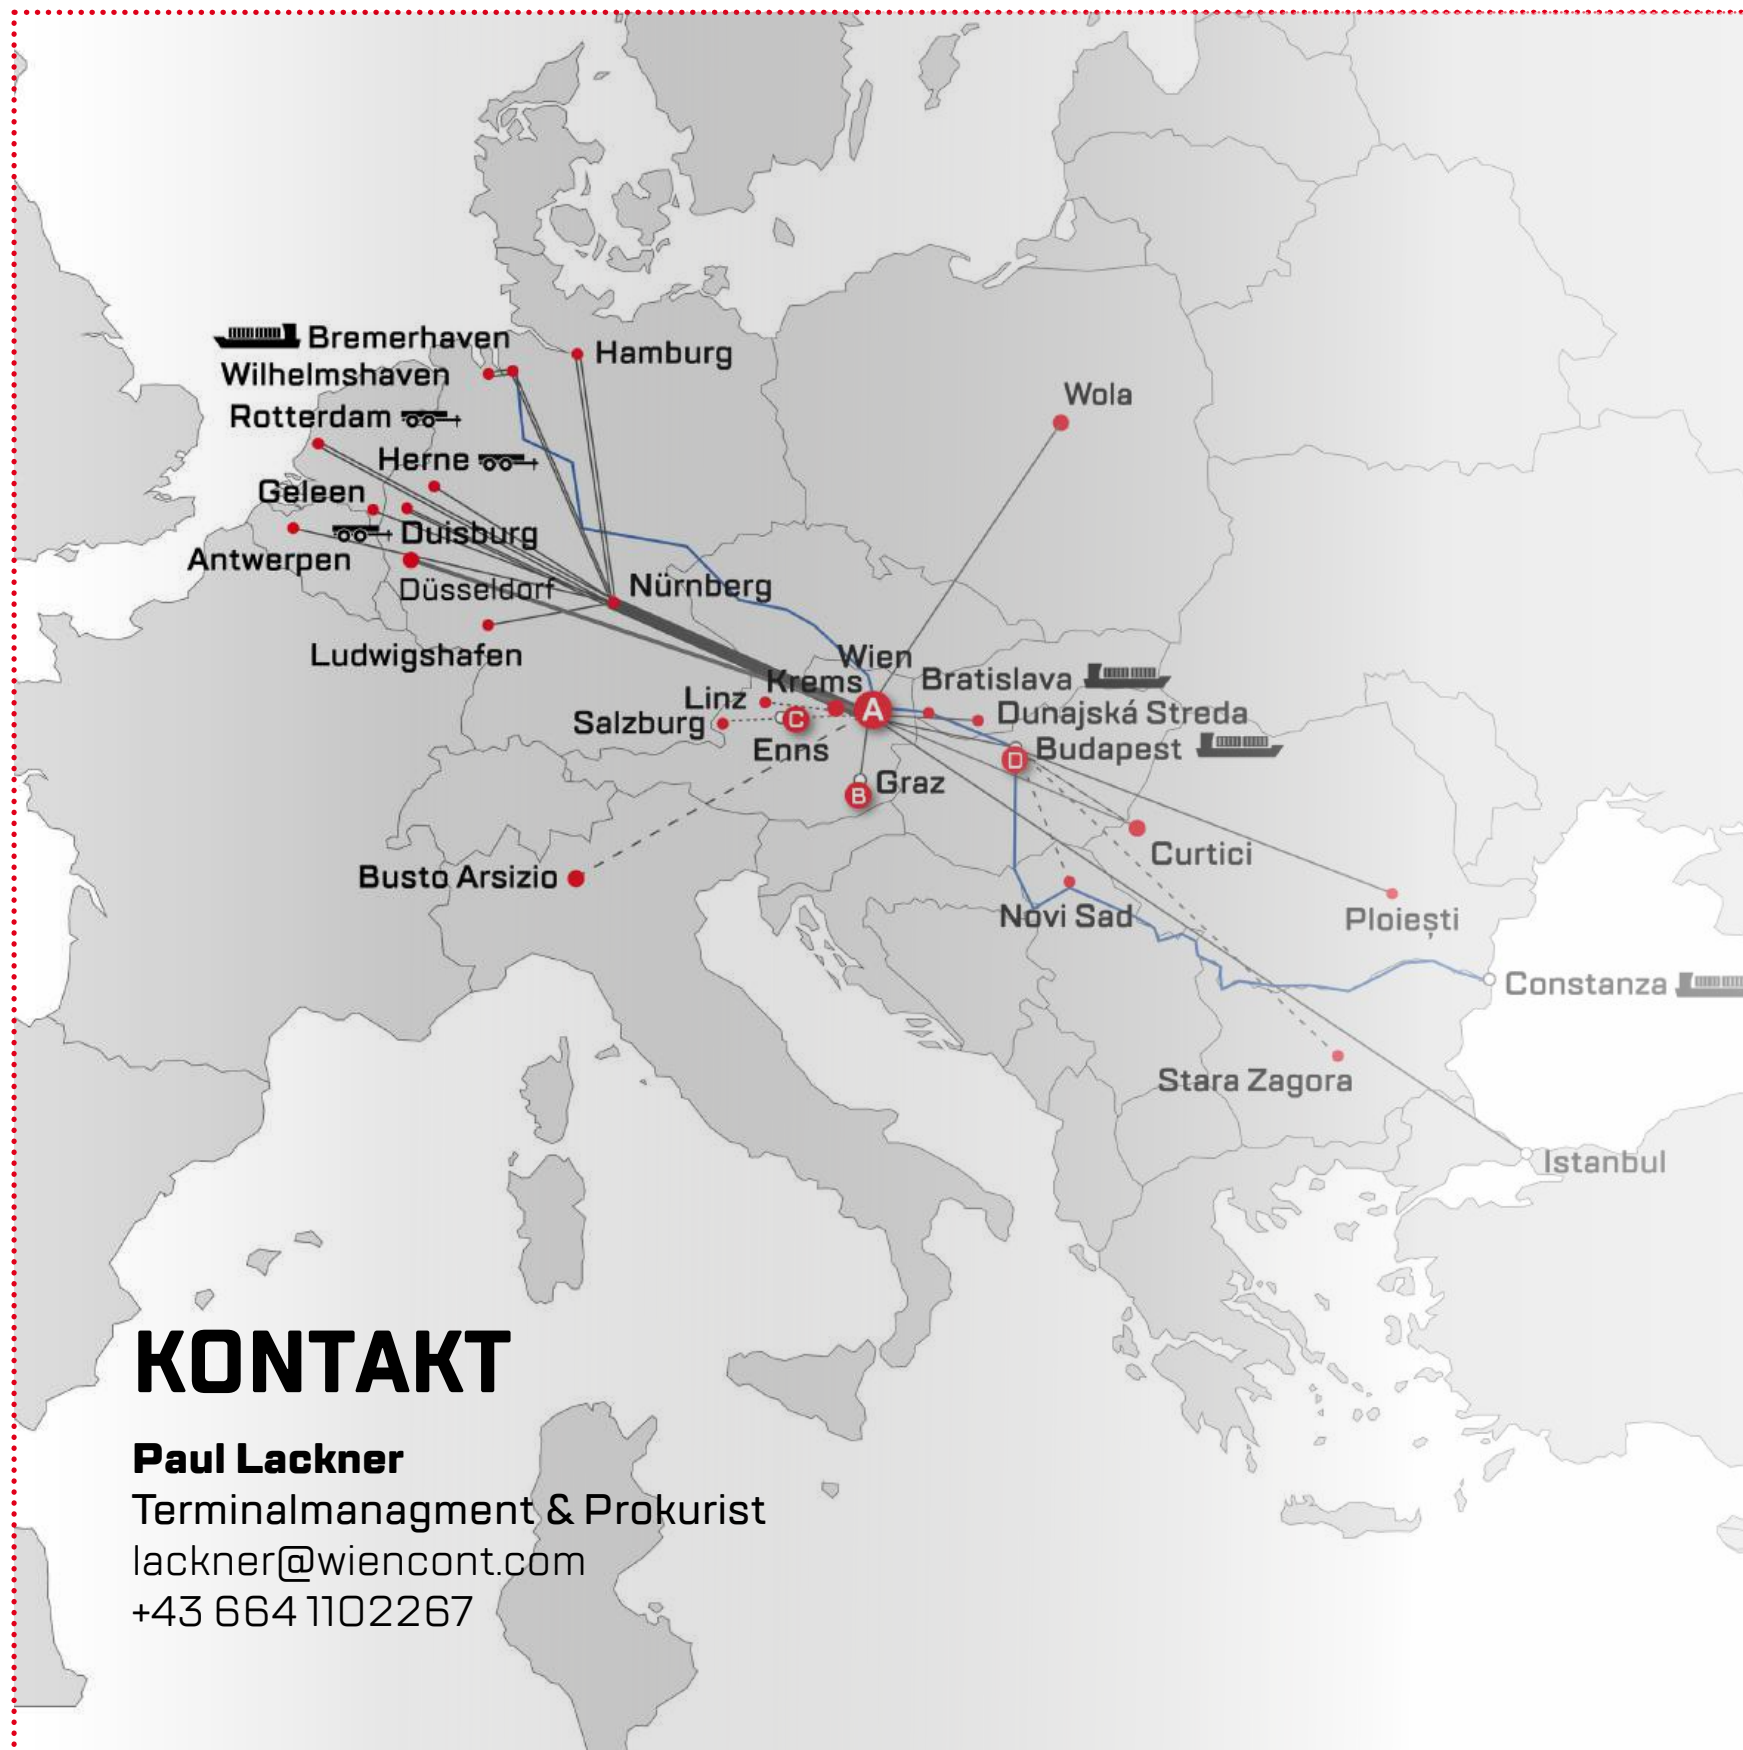 Bremerhaven
Hamburg
Wilhelmshaven
Wola
Rotterdam
Herne
Geleen
Duisburg
Antwerpen
Düsseldorf
Nürnberg
Ludwigshafen
Wien
Krems
Bratislava
Linz
A
Dunajská Streda
Salzburg
C
Enns
D
Budapest
B
Graz
Curtici
Busto Arsizio
Novi Sad
Ploiești
Constanza
Stara Zagora
Istanbul
KONTAKT
Paul Lackner
Terminalmanagment & Prokurist
lackner@wiencont.com
+43 664 1102267